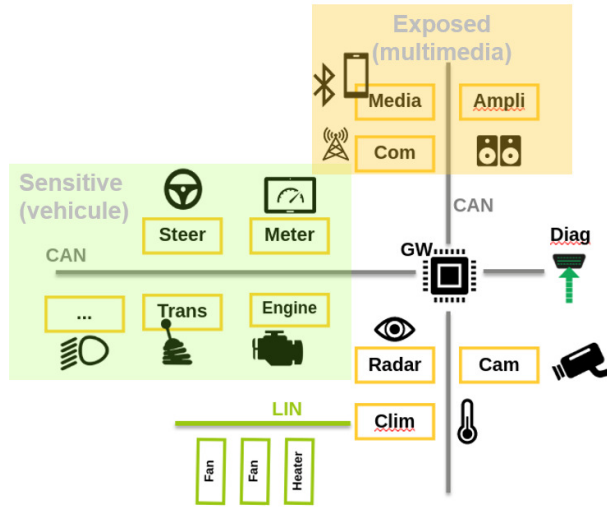 Exposed
(multimedia)
Media
Ampli
Com
Sensitive
(vehicule)
CAN
Steer
Meter
GW
Diag
CAN
...
Trans
Engine
Radar
Cam
LIN
Clim
Fan
Fan
Heater